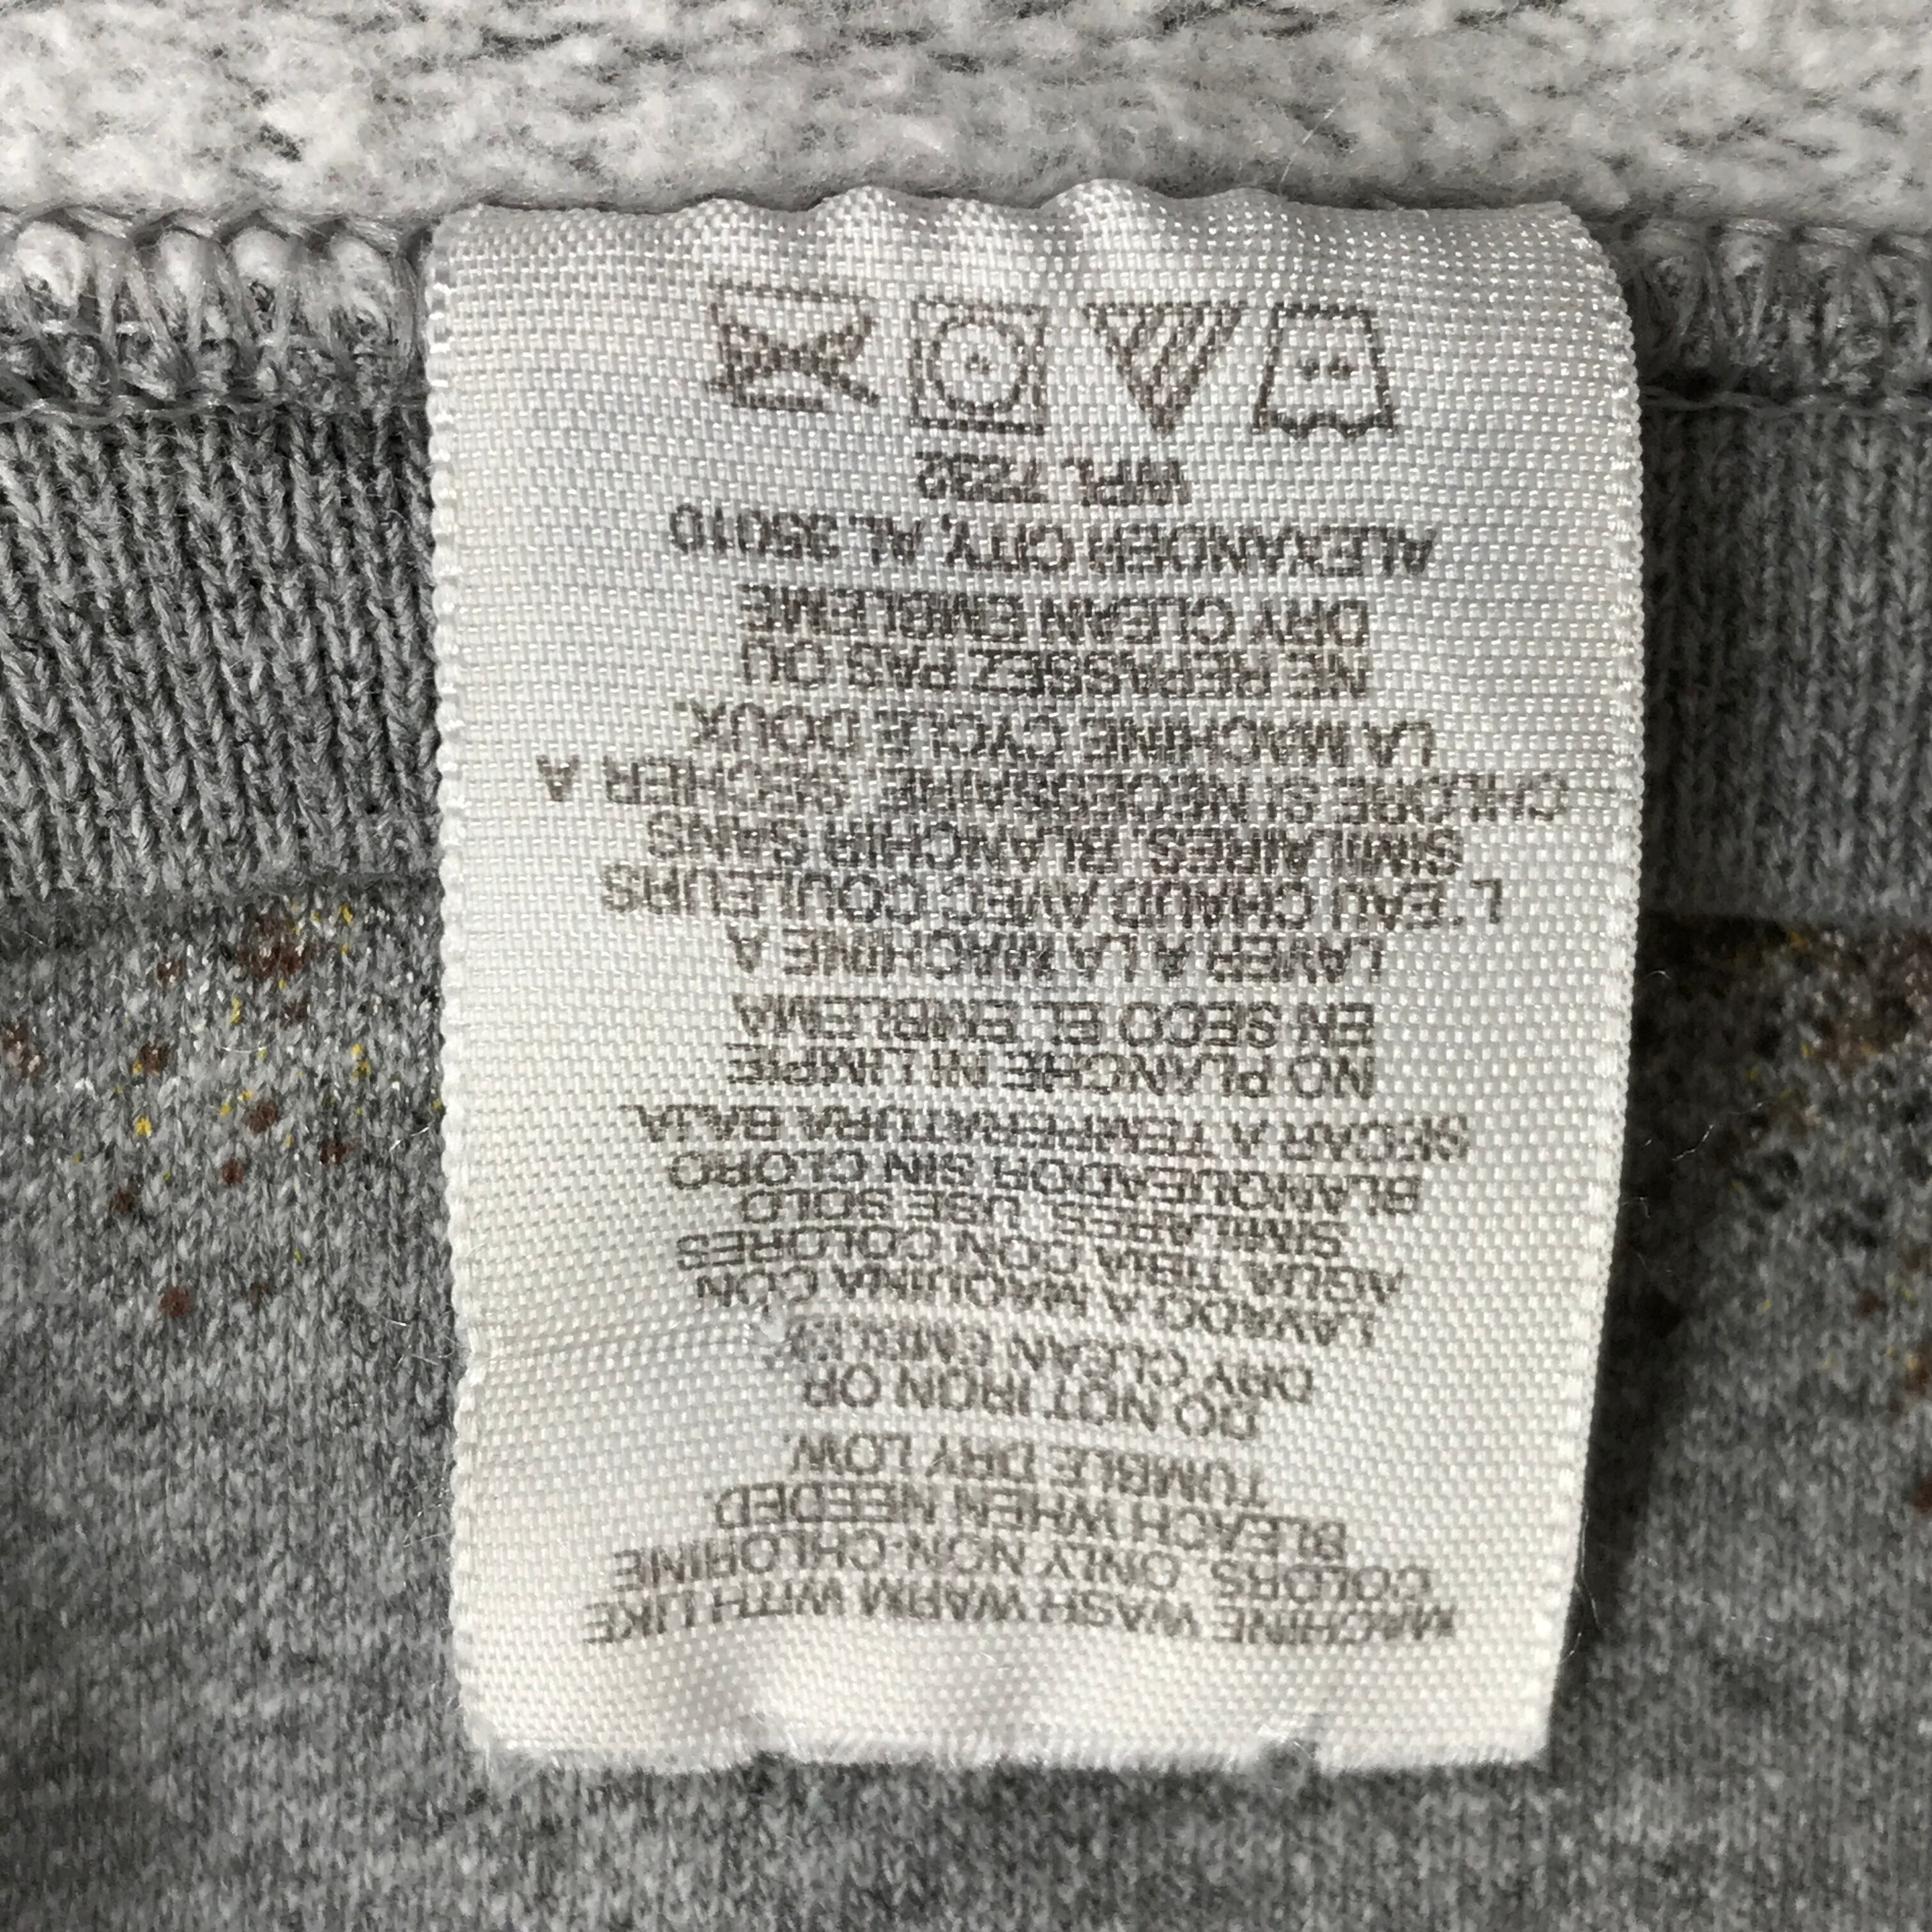 MACHINE WASH WARM WITH LIKE
COLORS. ONLY NON-CHLORINE
BLEACH WHEN NEEDED
TUMBLE DRY LOW.
DO NOT IRON OR
DRY CLEAN EMBLE
LAVADO A MAQUINA CON
AGUA TIBIA CON COLORES
SIMILARES. USE SOLO
BLANQUEADOR SIN CLORO
SECAR A TEMPERATURA BAJA.
NO PLANCHE NI LIMPIE
EN SECO EL EMBLEMA
LAVER A LA MACHINE A
L'EAU CHAUD AVEC COULEURS
SIMILAIRES. BLANCHIR SANS
CHLORE SI NECESSAIRE. SECHER A
LA MACHINE CYCLE DOUX
NE REPASSEZ PAS OU
DRY CLEAN EMBLEME
ALEXANDER CITY, AL 35010
WPL 7232